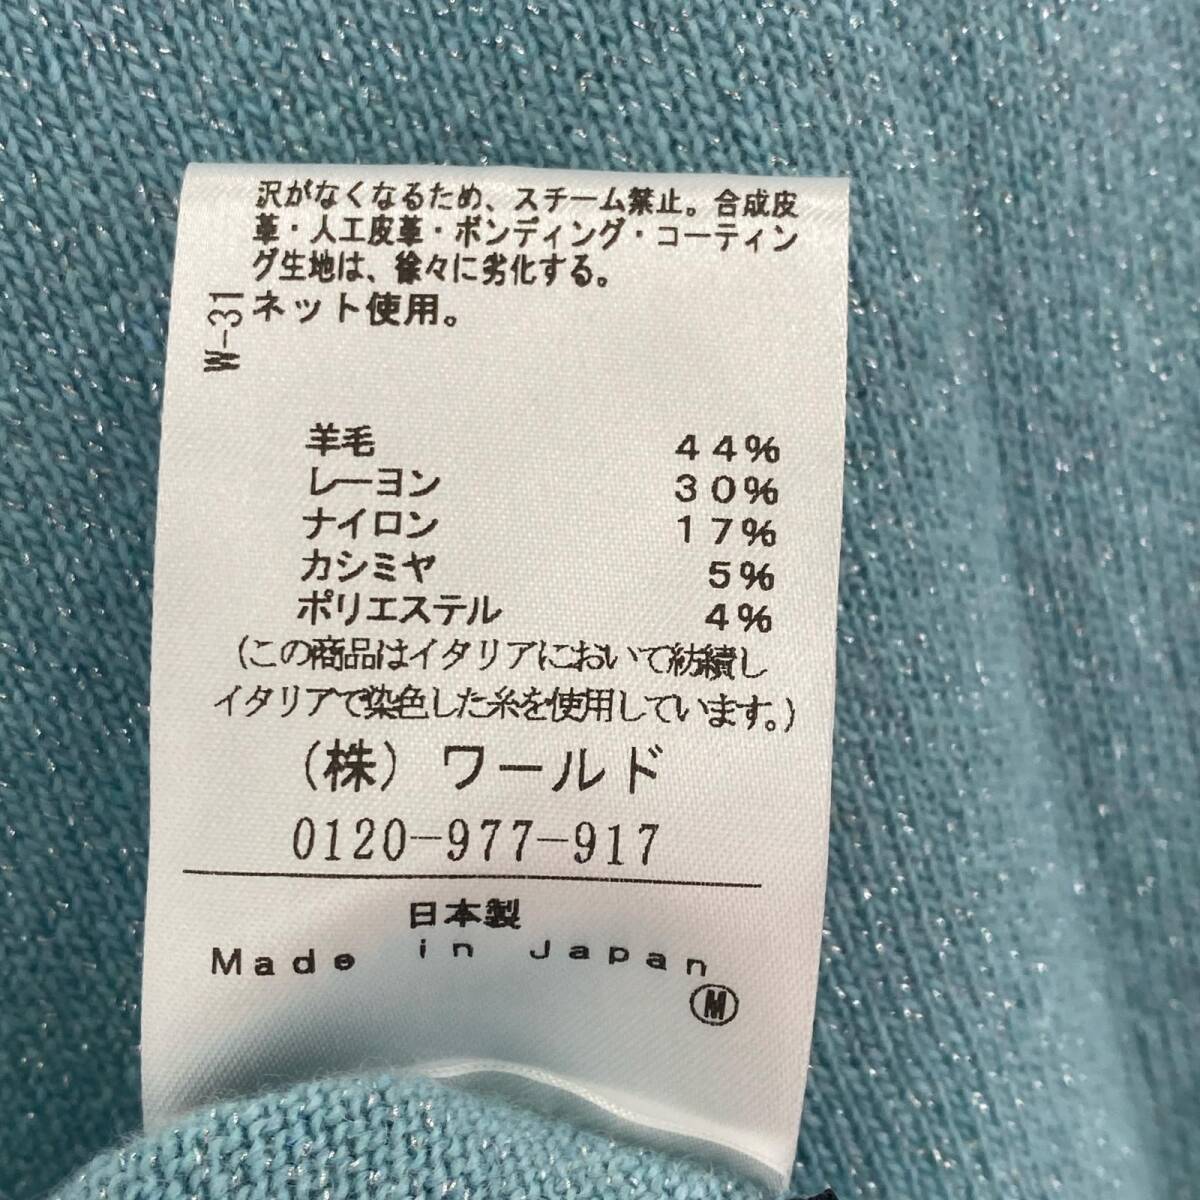 沢がなくなるため、スチーム禁止。合成皮
革・人工皮革・ボンディング・コーティン
グ生地は、徐々に劣化する。
ネット使用。
W-31
羊毛 44%
レーヨン 30%
ナイロン 17%
カシミヤ 5%
ポリエステル 4%
(この商品はイタリアにおいて紡績し
イタリアで染色した糸を使用しています。)
(株) ワールド
0120-977-917
日本製
Made in Japan
M